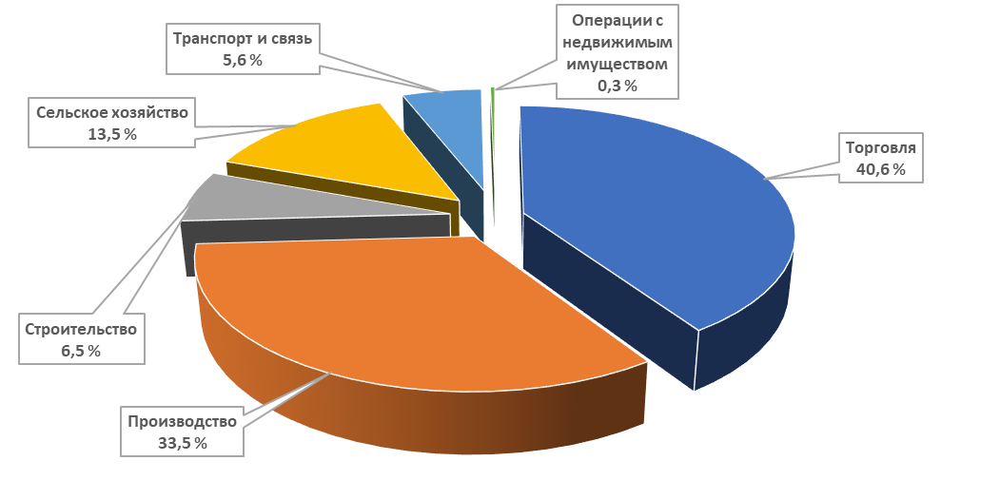 Операции с
недвижимым
имуществом
0,3 %
Транспорт и связь
5,6 %
Сельское хозяйство
13,5 %
Торговля
40,6 %
Строительство
6,5 %
Производство
33,5 %